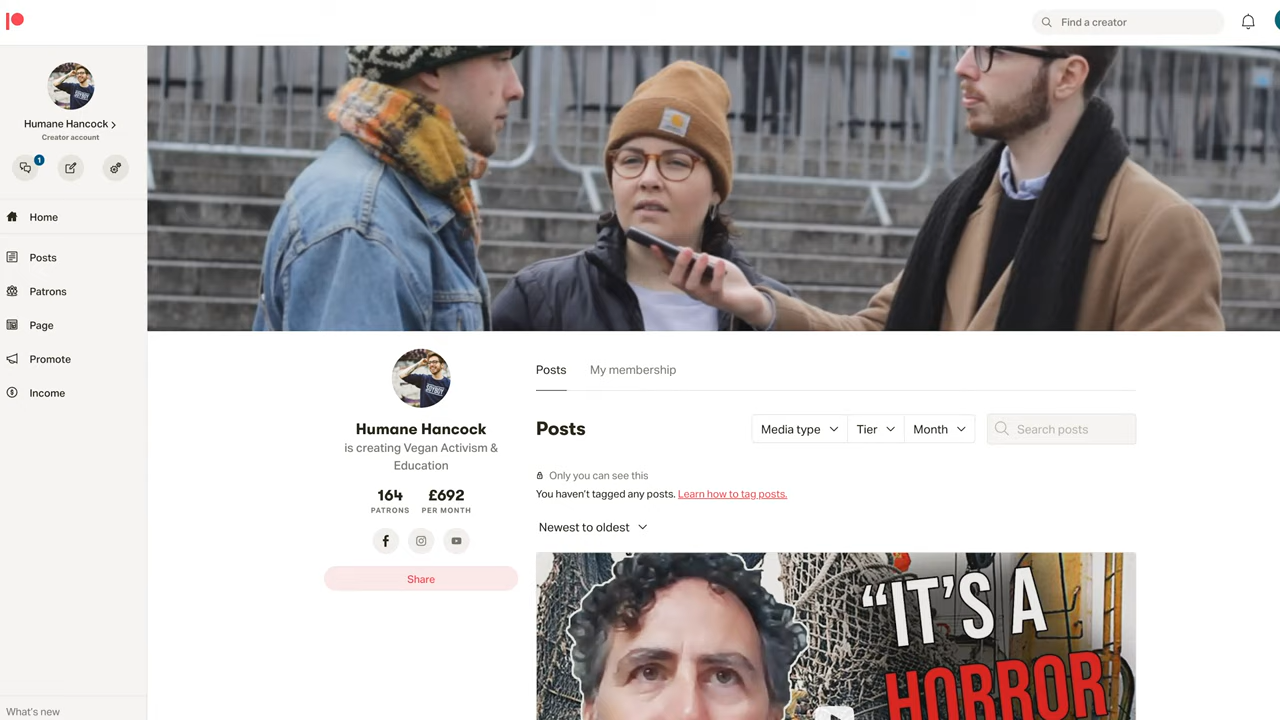 Find a creator
Humane Hancock
Creator account
1
Home
Posts
Patrons
Page
Promote
Income
What's new
Posts
My membership
Humane Hancock
is creating Vegan Activism &
Education
164
£692
PATRONS
PER MONTH
Share
Posts
Media type
Tier
Month
Search posts
Only you can see this
You haven't tagged any posts. Learn how to tag posts.
Newest to oldest
"IT'S A
HORROR